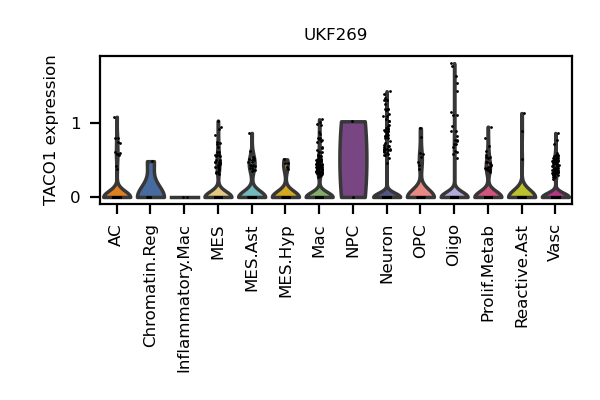 UKF269
TACO1 expression
1
0
AC
Chromatin.Reg
Inflammatory.Mac
MES
MES.Ast
MES.Hyp
Mac
NPC
Neuron
OPC
Oligo
Prolif.Metab
Reactive.Ast
Vasc